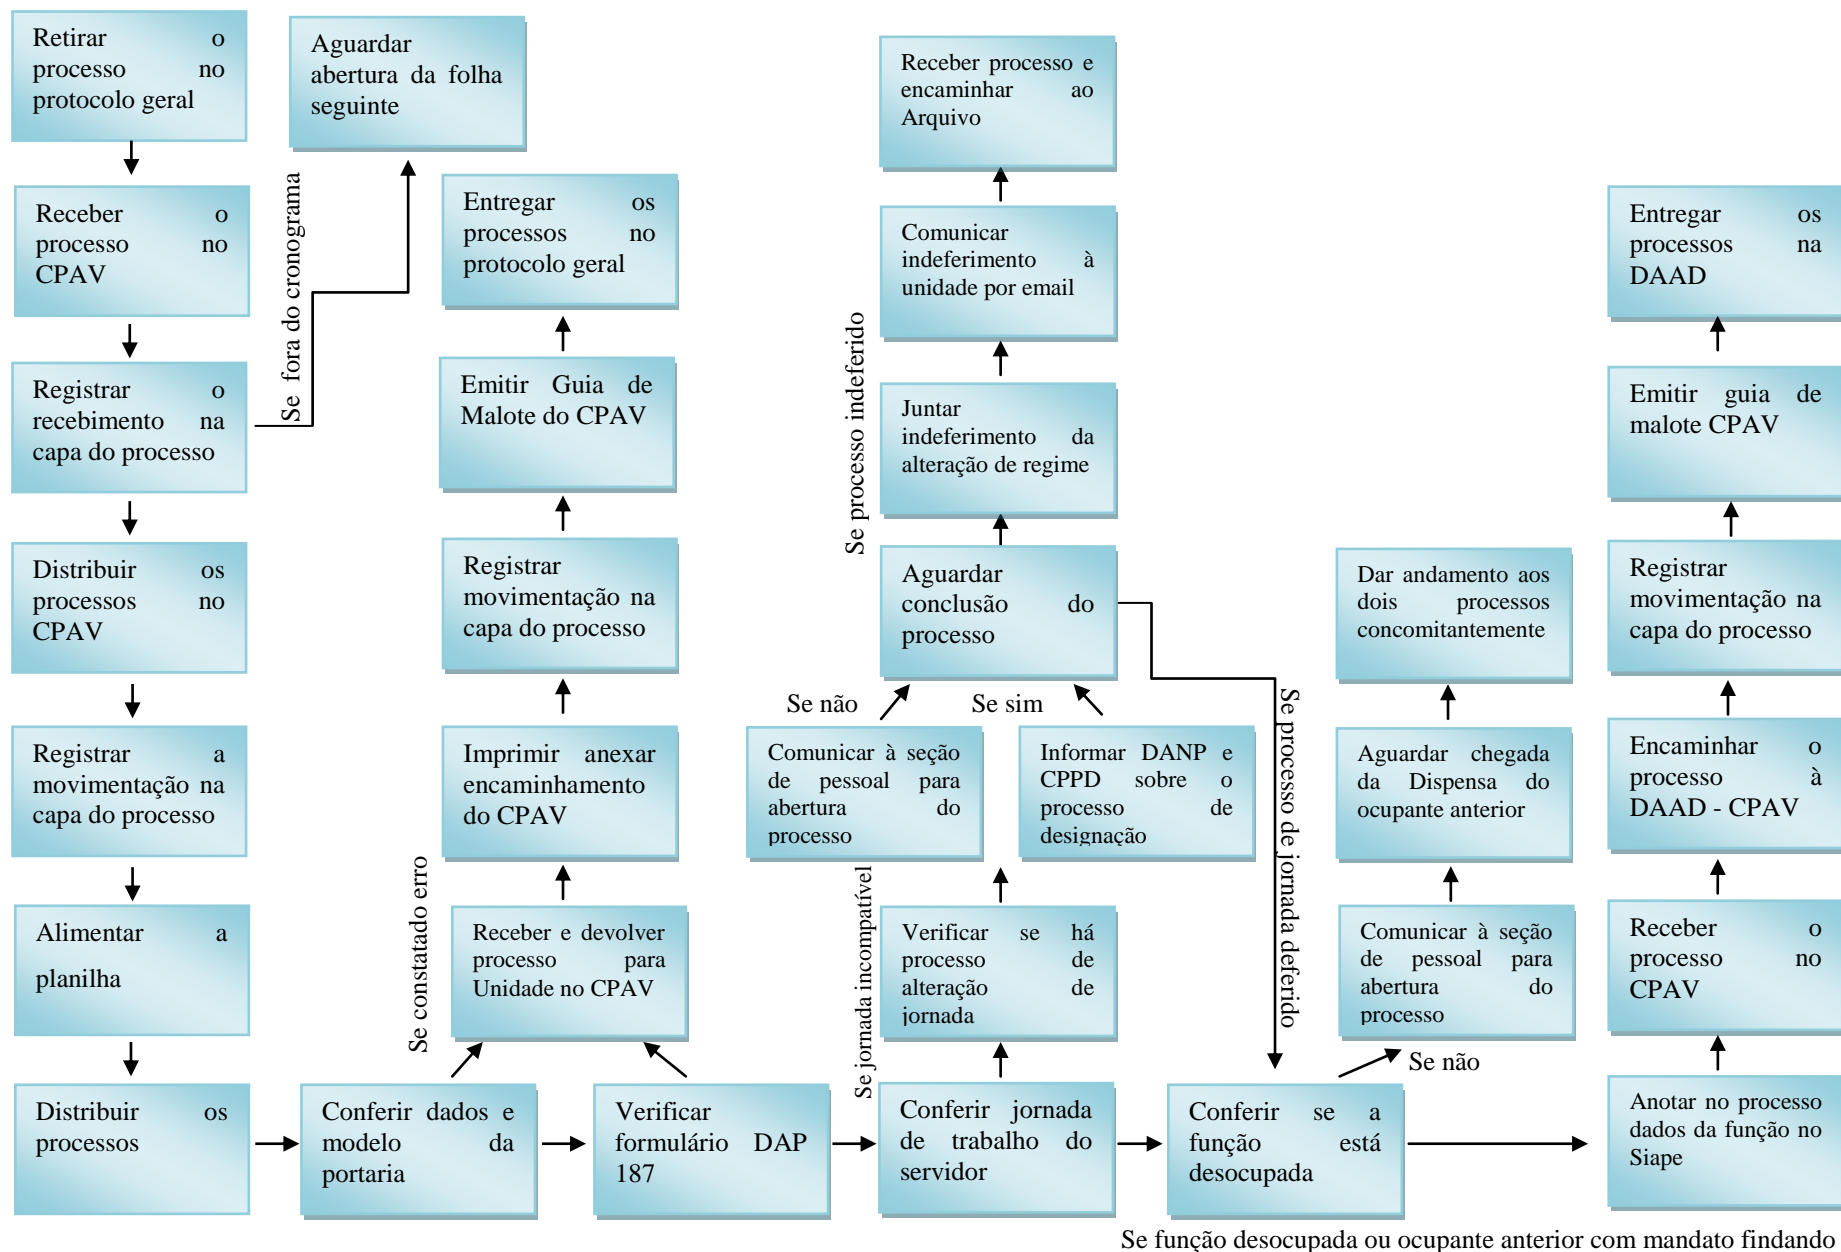 Retirar o
processo no
protocolo geral
Receber o
processo no
CPAV
Registrar o
recebimento na
capa do processo
Distribuir os
processos no
CPAV
Registrar a
movimentação na
capa do processo
Alimentar a
planilha
Distribuir os
processos
Se fora do cronograma
Aguardar
abertura da folha
seguinte
Conferir dados e
modelo da
portaria
Verificar
formulário DAP
187
Se constatado erro
Receber e devolver
processo para
Unidade no CPAV
Imprimir anexar
encaminhamento
do CPAV
Registrar
movimentação na
capa do processo
Emitir Guia de
Malote do CPAV
Entregar os
processos no
protocolo geral
Conferir jornada
de trabalho do
servidor
Se jornada incompatível
Verificar se há
processo de
alteração de
jornada
Se não
Comunicar à seção
de pessoal para
abertura do
processo
Se sim
Informar DANP e
CPPD sobre o
processo de
designação
Aguardar
conclusão do
processo
Se processo indeferido
Juntar
indeferimento da
alteração de regime
Comunicar
indeferimento à
unidade por email
Receber processo e
encaminhar ao
Arquivo
Se processo de jornada deferido
Conferir se a
função está
desocupada
Se não
Comunicar à seção
de pessoal para
abertura do
processo
Aguardar chegada
da Dispensa do
ocupante anterior
Dar andamento aos
dois processos
concomitantemente
Se função desocupada ou ocupante anterior com mandato findando
Anotar no processo
dados da função no
Siape
Receber o
processo no
CPAV
Encaminhar o
processo à
DAAD - CPAV
Registrar
movimentação na
capa do processo
Emitir guia de
malote CPAV
Entregar os
processos na
DAAD